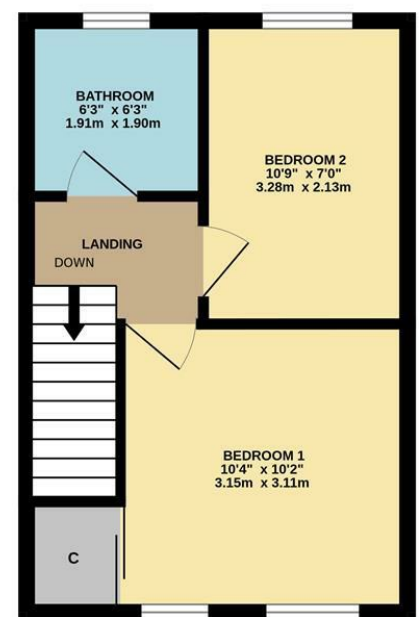 BATHROOM
6'3" x 6'3"
1.91m x 1.90m
BEDROOM 2
10'9" x 7'0"
3.28m x 2.13m
LANDING
DOWN
BEDROOM 1
10'4" x 10'2"
3.15m x 3.11m
C